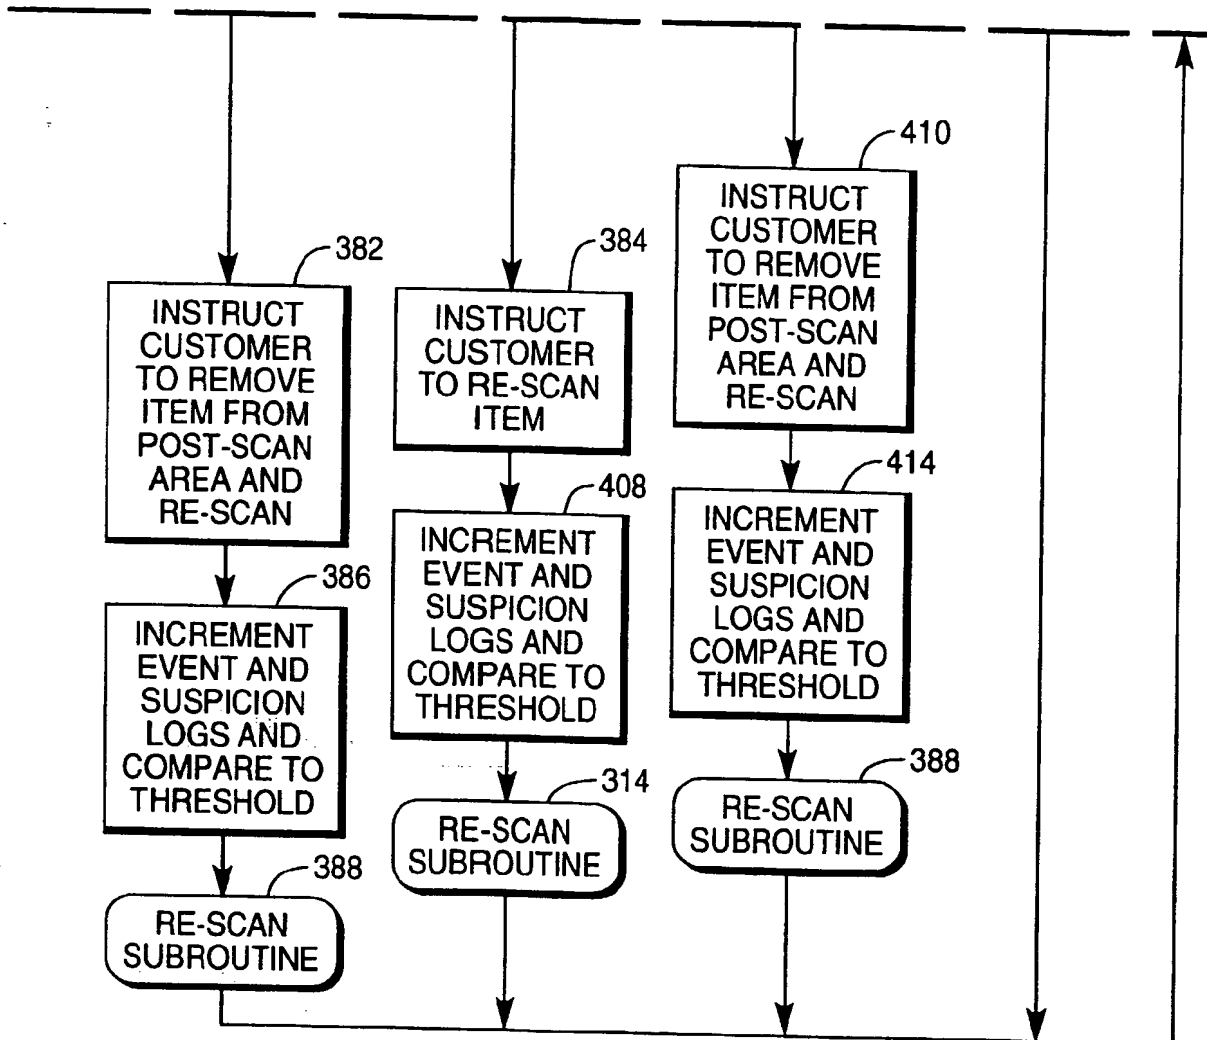 382
INSTRUCT
CUSTOMER
TO REMOVE
ITEM FROM
POST-SCAN
AREA AND
RE-SCAN
386
INCREMENT
EVENT AND
SUSPICION
LOGS AND
COMPARE TO
THRESHOLD
388
RE-SCAN
SUBROUTINE
384
INSTRUCT
CUSTOMER
TO RE-SCAN
ITEM
408
INCREMENT
EVENT AND
SUSPICION
LOGS AND
COMPARE TO
THRESHOLD
314
RE-SCAN
SUBROUTINE
410
INSTRUCT
CUSTOMER
TO REMOVE
ITEM FROM
POST-SCAN
AREA AND
RE-SCAN
414
INCREMENT
EVENT AND
SUSPICION
LOGS AND
COMPARE TO
THRESHOLD
388
RE-SCAN
SUBROUTINE